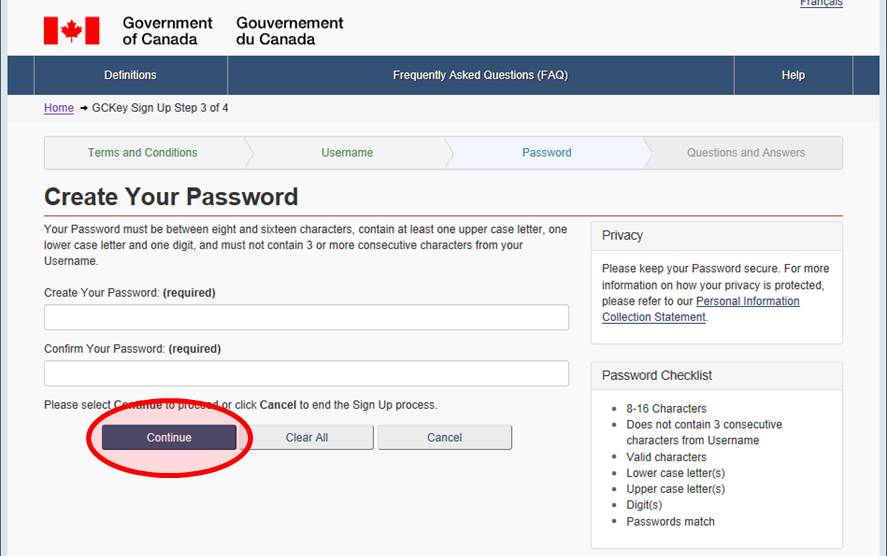 Français
Government of Canada
Gouvernement du Canada
Definitions
Frequently Asked Questions (FAQ)
Help
Home → GCKey Sign Up Step 3 of 4
Terms and Conditions
Username
Password
Questions and Answers
Create Your Password
Your Password must be between eight and sixteen characters, contain at least one upper case letter, one
lower case letter and one digit, and must not contain 3 or more consecutive characters from your
Username.
Create Your Password: (required)
Confirm Your Password: (required)
Please select Continue to proceed or click Cancel to end the Sign Up process.
Continue
Clear All
Cancel
Privacy
Please keep your Password secure. For more
information on how your privacy is protected,
please refer to our Personal Information
Collection Statement.
Password Checklist
• 8-16 Characters
• Does not contain 3 consecutive
characters from Username
• Valid characters
• Lower case letter(s)
• Upper case letter(s)
• Digit(s)
• Passwords match